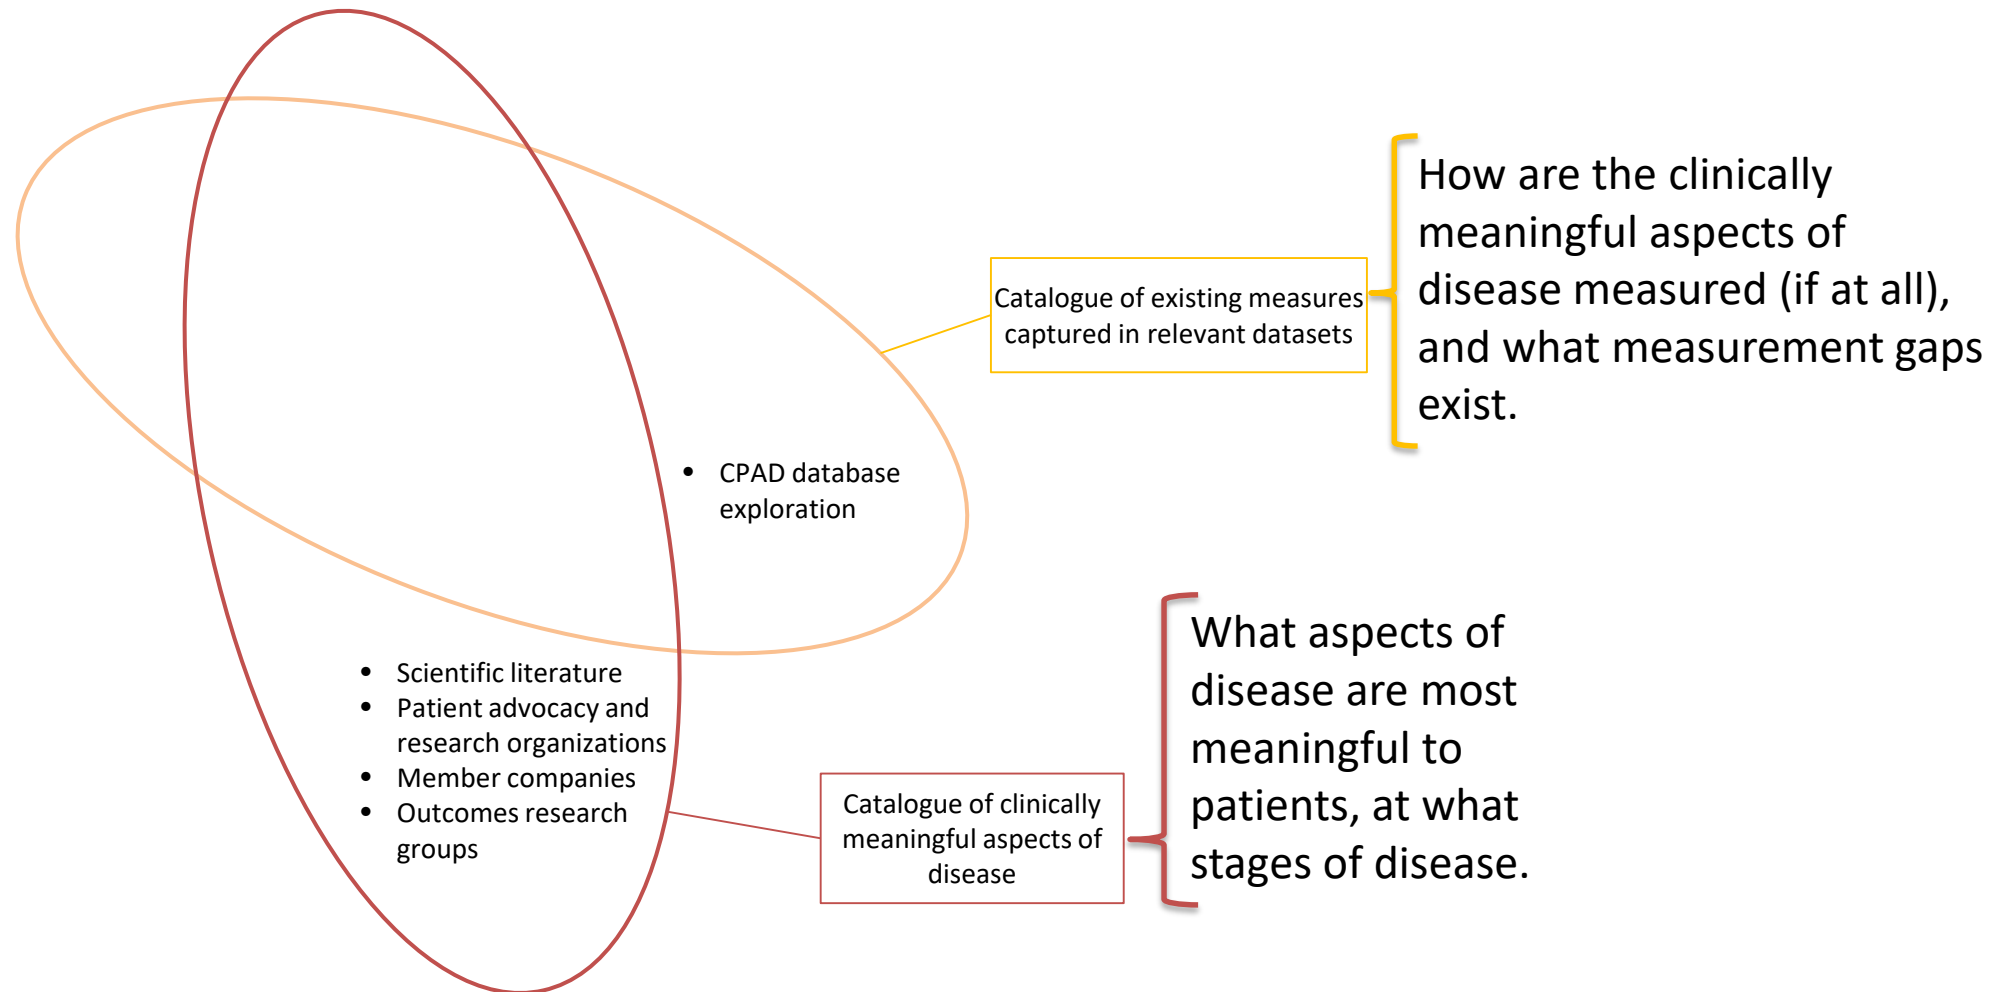 How are the clinically
meaningful aspects of
disease measured (if at all),
and what measurement gaps
exist.
Catalogue of existing measures
captured in relevant datasets
• CPAD database
exploration
What aspects of
disease are most
meaningful to
patients, at what
stages of disease.
• Scientific literature
• Patient advocacy and
research organizations
• Member companies
• Outcomes research
groups
Catalogue of clinically
meaningful aspects of
disease